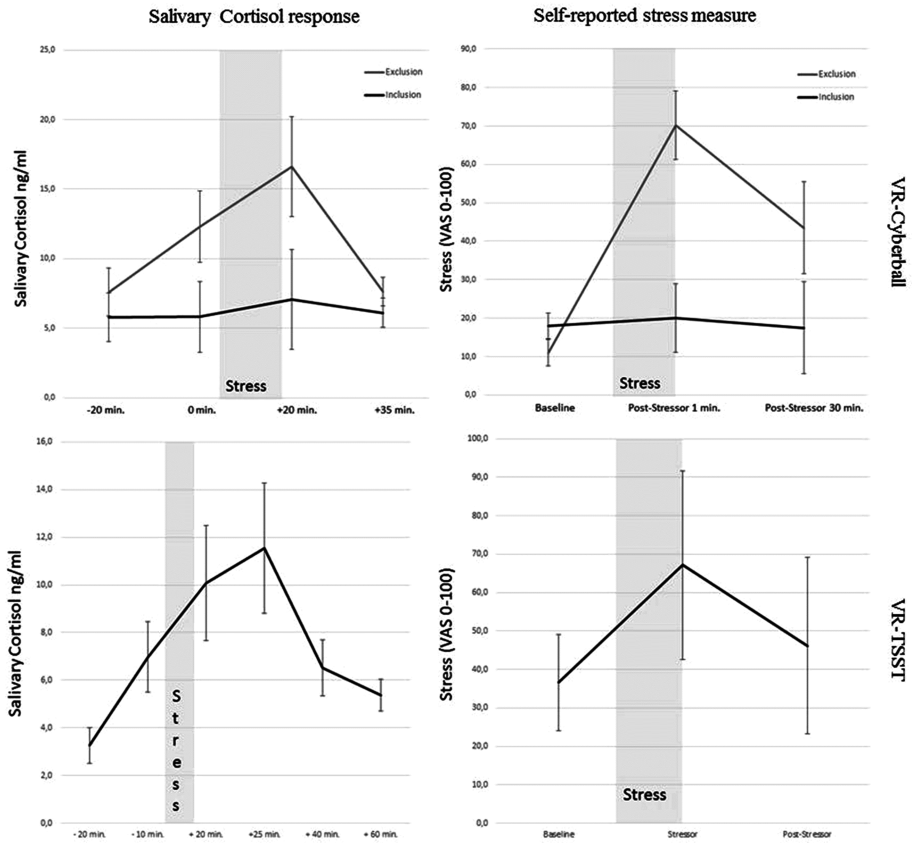 Salivary Cortisol response
Self-reported stress measure
25,0
20,0
15,0
10,0
5,0
0,0
Salivary Cortisol ng/ml
Exclusion
Inclusion
Stress
-20 min.
0 min.
+20 min.
+35 min.
90,0
80,0
70,0
60,0
50,0
40,0
30,0
20,0
10,0
0,0
Stress (VAS 0-100)
Exclusion
Inclusion
Stress
Baseline
Post-Stressor 1 min.
Post-Stressor 30 min.
VR-Cyberball
16,0
14,0
12,0
10,0
8,0
6,0
4,0
2,0
0,0
Salivary Cortisol ng/ml
Stress
- 20 min.
- 10 min.
+ 20 min.
+25 min.
+ 40 min.
+ 60 min.
100,0
90,0
80,0
70,0
60,0
50,0
40,0
30,0
20,0
10,0
0,0
Stress (VAS 0-100)
Stress
Baseline
Stressor
Post-Stressor
VR-TSST